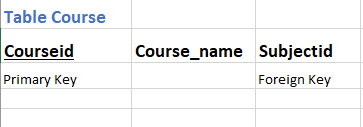 Table Course
Courseid Course_name Subjectid
Primary Key Foreign Key